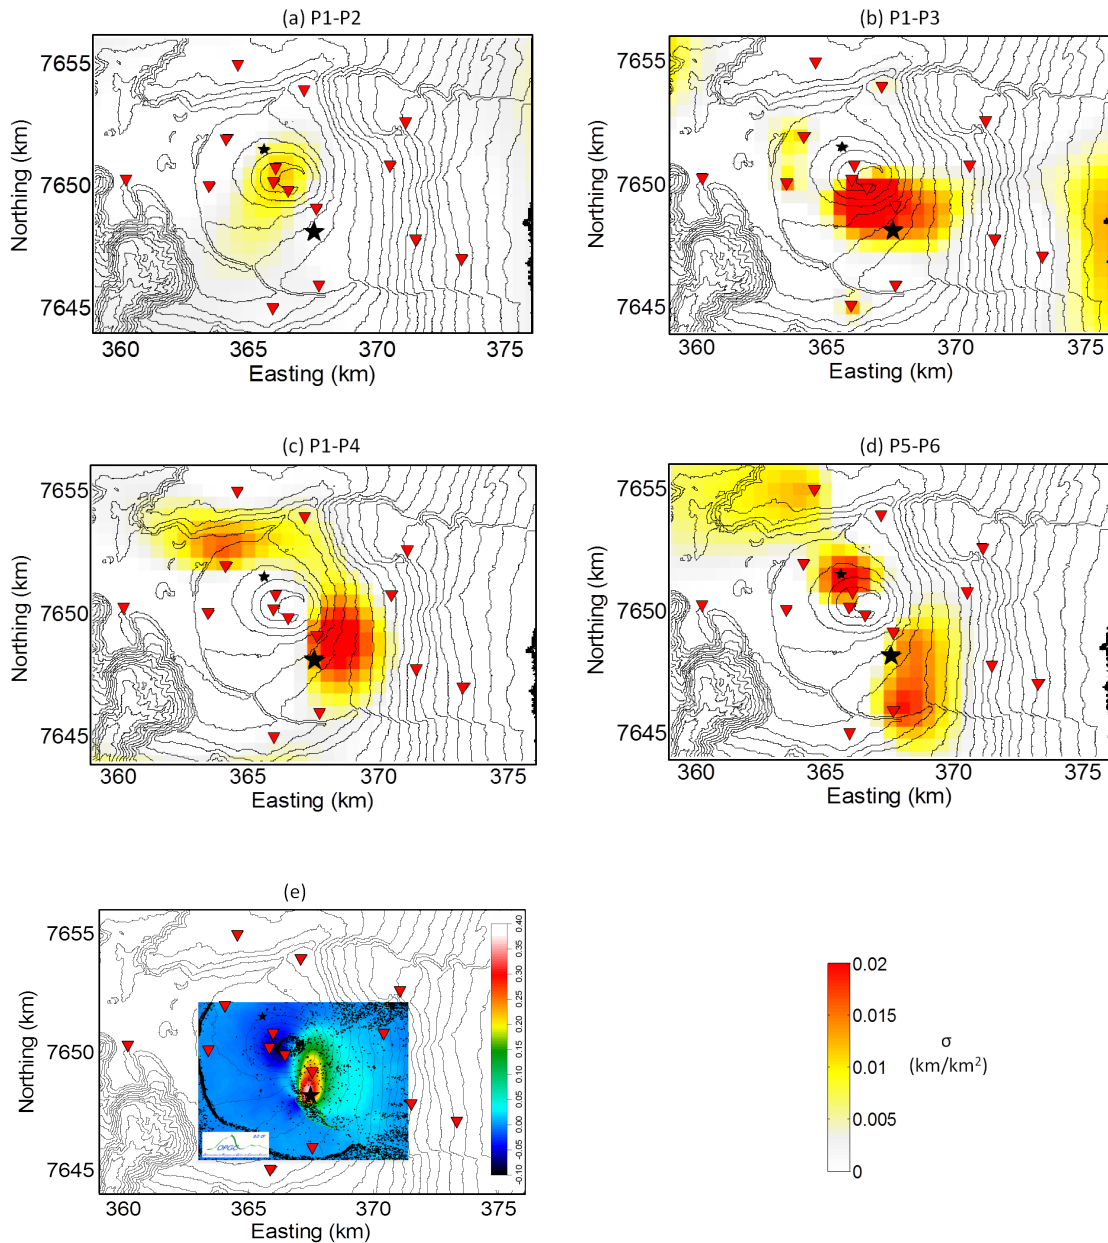 (a) P1-P2
(b) P1-P3
7655
7650
7645
Northing (km)
360
365
370
375
Easting (km)
7655
7650
7645
Northing (km)
360
365
370
375
Easting (km)
(c) P1-P4
(d) P5-P6
7655
7650
7645
Northing (km)
360
365
370
375
Easting (km)
7655
7650
7645
Northing (km)
360
365
370
375
Easting (km)
(e)
7655
7650
7645
Northing (km)
360
365
370
375
Easting (km)
0.40
0.35
0.30
0.25
0.20
0.15
0.10
0.05
0.00
-0.05
-0.10
OPGC
0.02
0.015
0.01
0.005
0
σ
(km/km²)